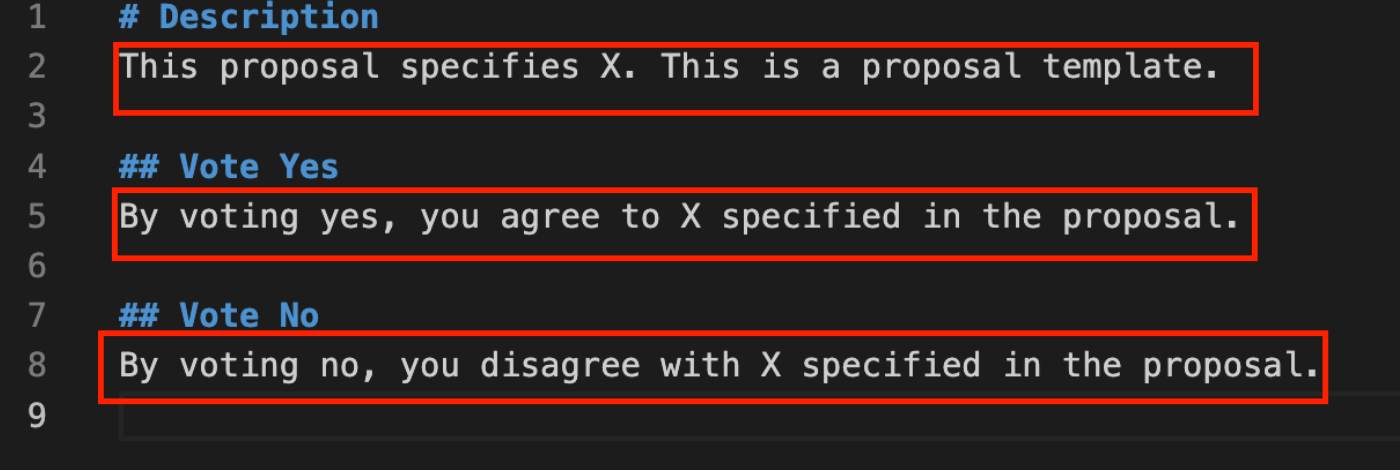 1 # Description
2 This proposal specifies X. This is a proposal template.
3
4 ## Vote Yes
5 By voting yes, you agree to X specified in the proposal.
6
7 ## Vote No
8 By voting no, you disagree with X specified in the proposal.
9